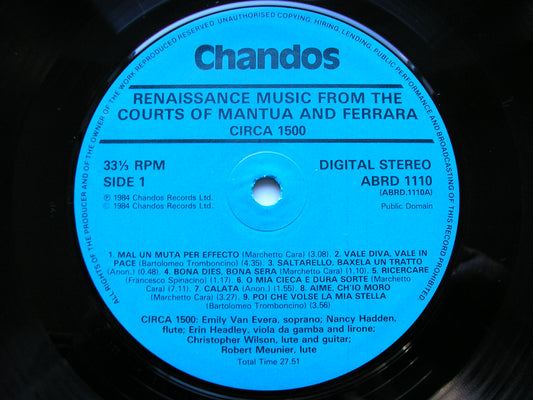 ALL RIGHTS OF THE PRODUCER AND OF THE OWNER OF THE WORK REPRODUCED RESERVED. UNAUTHORISED COPYING, HIRING, LENDING, PUBLIC PERFORMANCE AND BROADCASTING OF THIS RECORD PROHIBITED.
Chandos
RENAISSANCE MUSIC FROM THE
COURTS OF MANTUA AND FERRARA
CIRCA 1500
33⅓ RPM
SIDE 1
℗ 1984 Chandos Records Ltd.
© 1984 Chandos Records Ltd.
DIGITAL STEREO
ABRD 1110
(ABRD.1110A)
Public Domain
1. MAL UN MUTA PER EFFECTO (Marchetto Cara) (3.08). 2. VALE DIVA, VALE IN
PACE (Bartolomeo Tromboncino) (4.35). 3. SALTARELLO, BAXELA UN TRATTO
(Anon.) (0.48). 4. BONA DIES, BONA SERA (Marchetto Cara) (1.10). 5. RICERCARE
(Francesco Spinacino) (1.17). 6. O MIA CIECA E DURA SORTE (Marchetto
Cara) (7.11). 7. CALATA (Anon.) (1.55). 8. AIME, CH'IO MORO
(Marchetto Cara) (3.27). 9. POI CHE VOLSE LA MIA STELLA
(Bartolomeo Tromboncino) (3.56)
CIRCA 1500: Emily Van Evera, soprano; Nancy Hadden,
flute; Erin Headley, viola da gamba and lirone;
Christopher Wilson, lute and guitar;
Robert Meunier, lute
Total Time 27.51